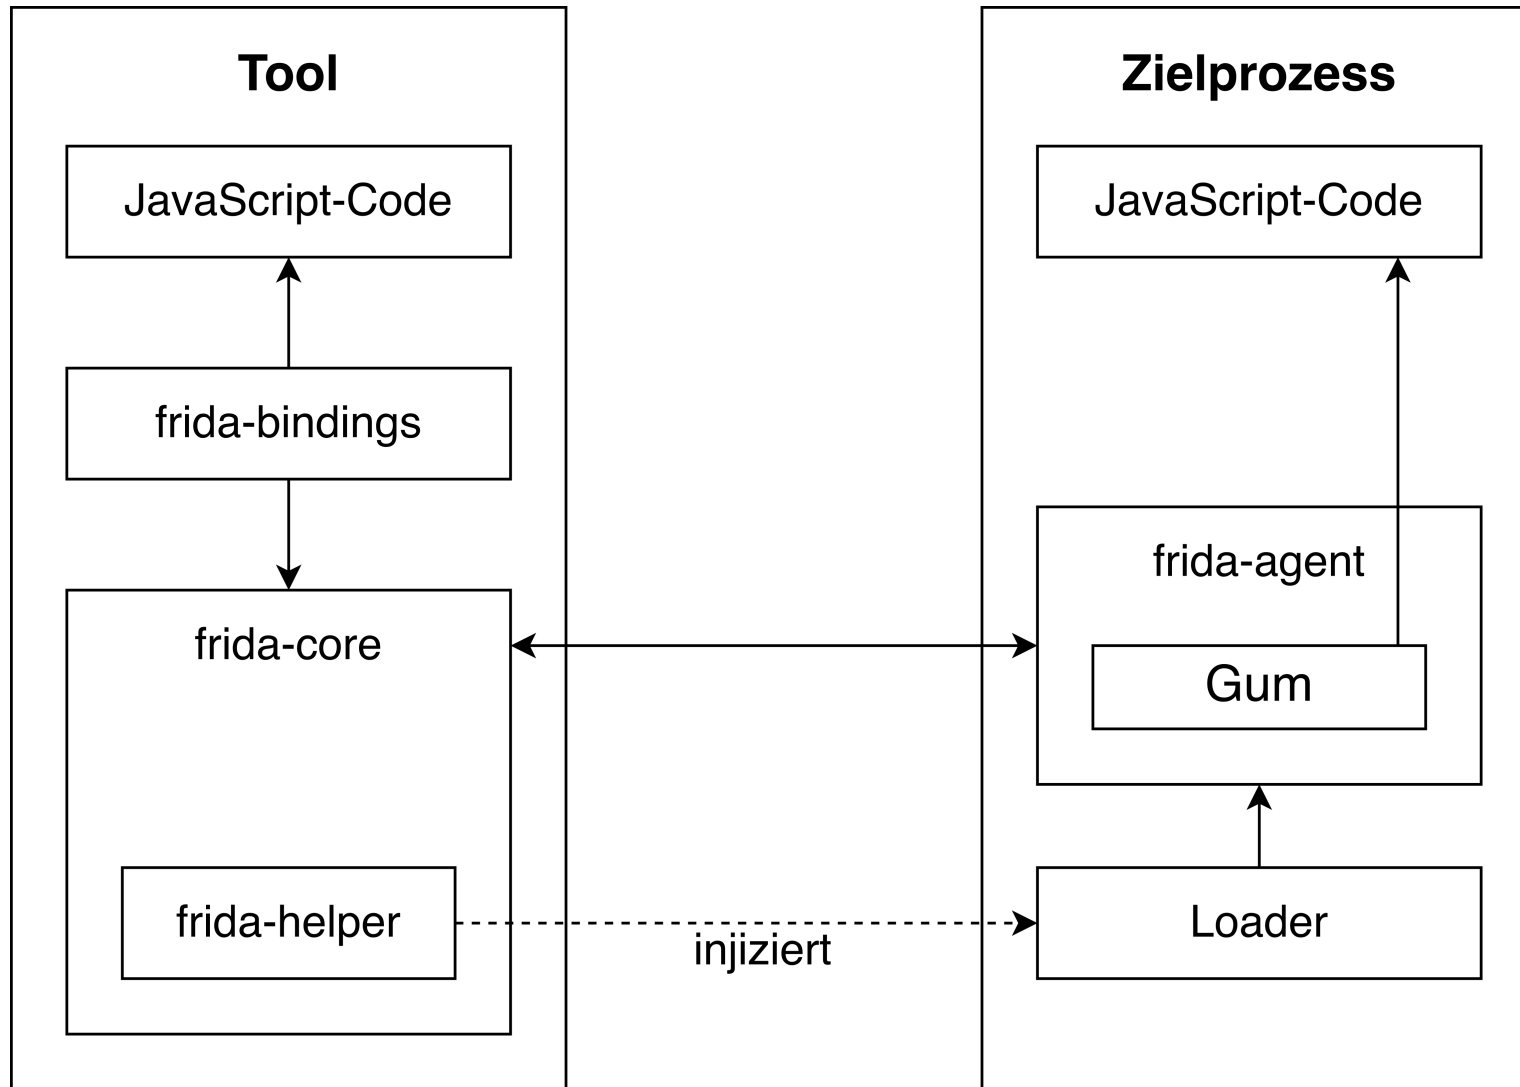 Tool
JavaScript-Code
frida-bindings
frida-core
frida-helper
injiziert
Zielprozess
JavaScript-Code
frida-agent
Gum
Loader